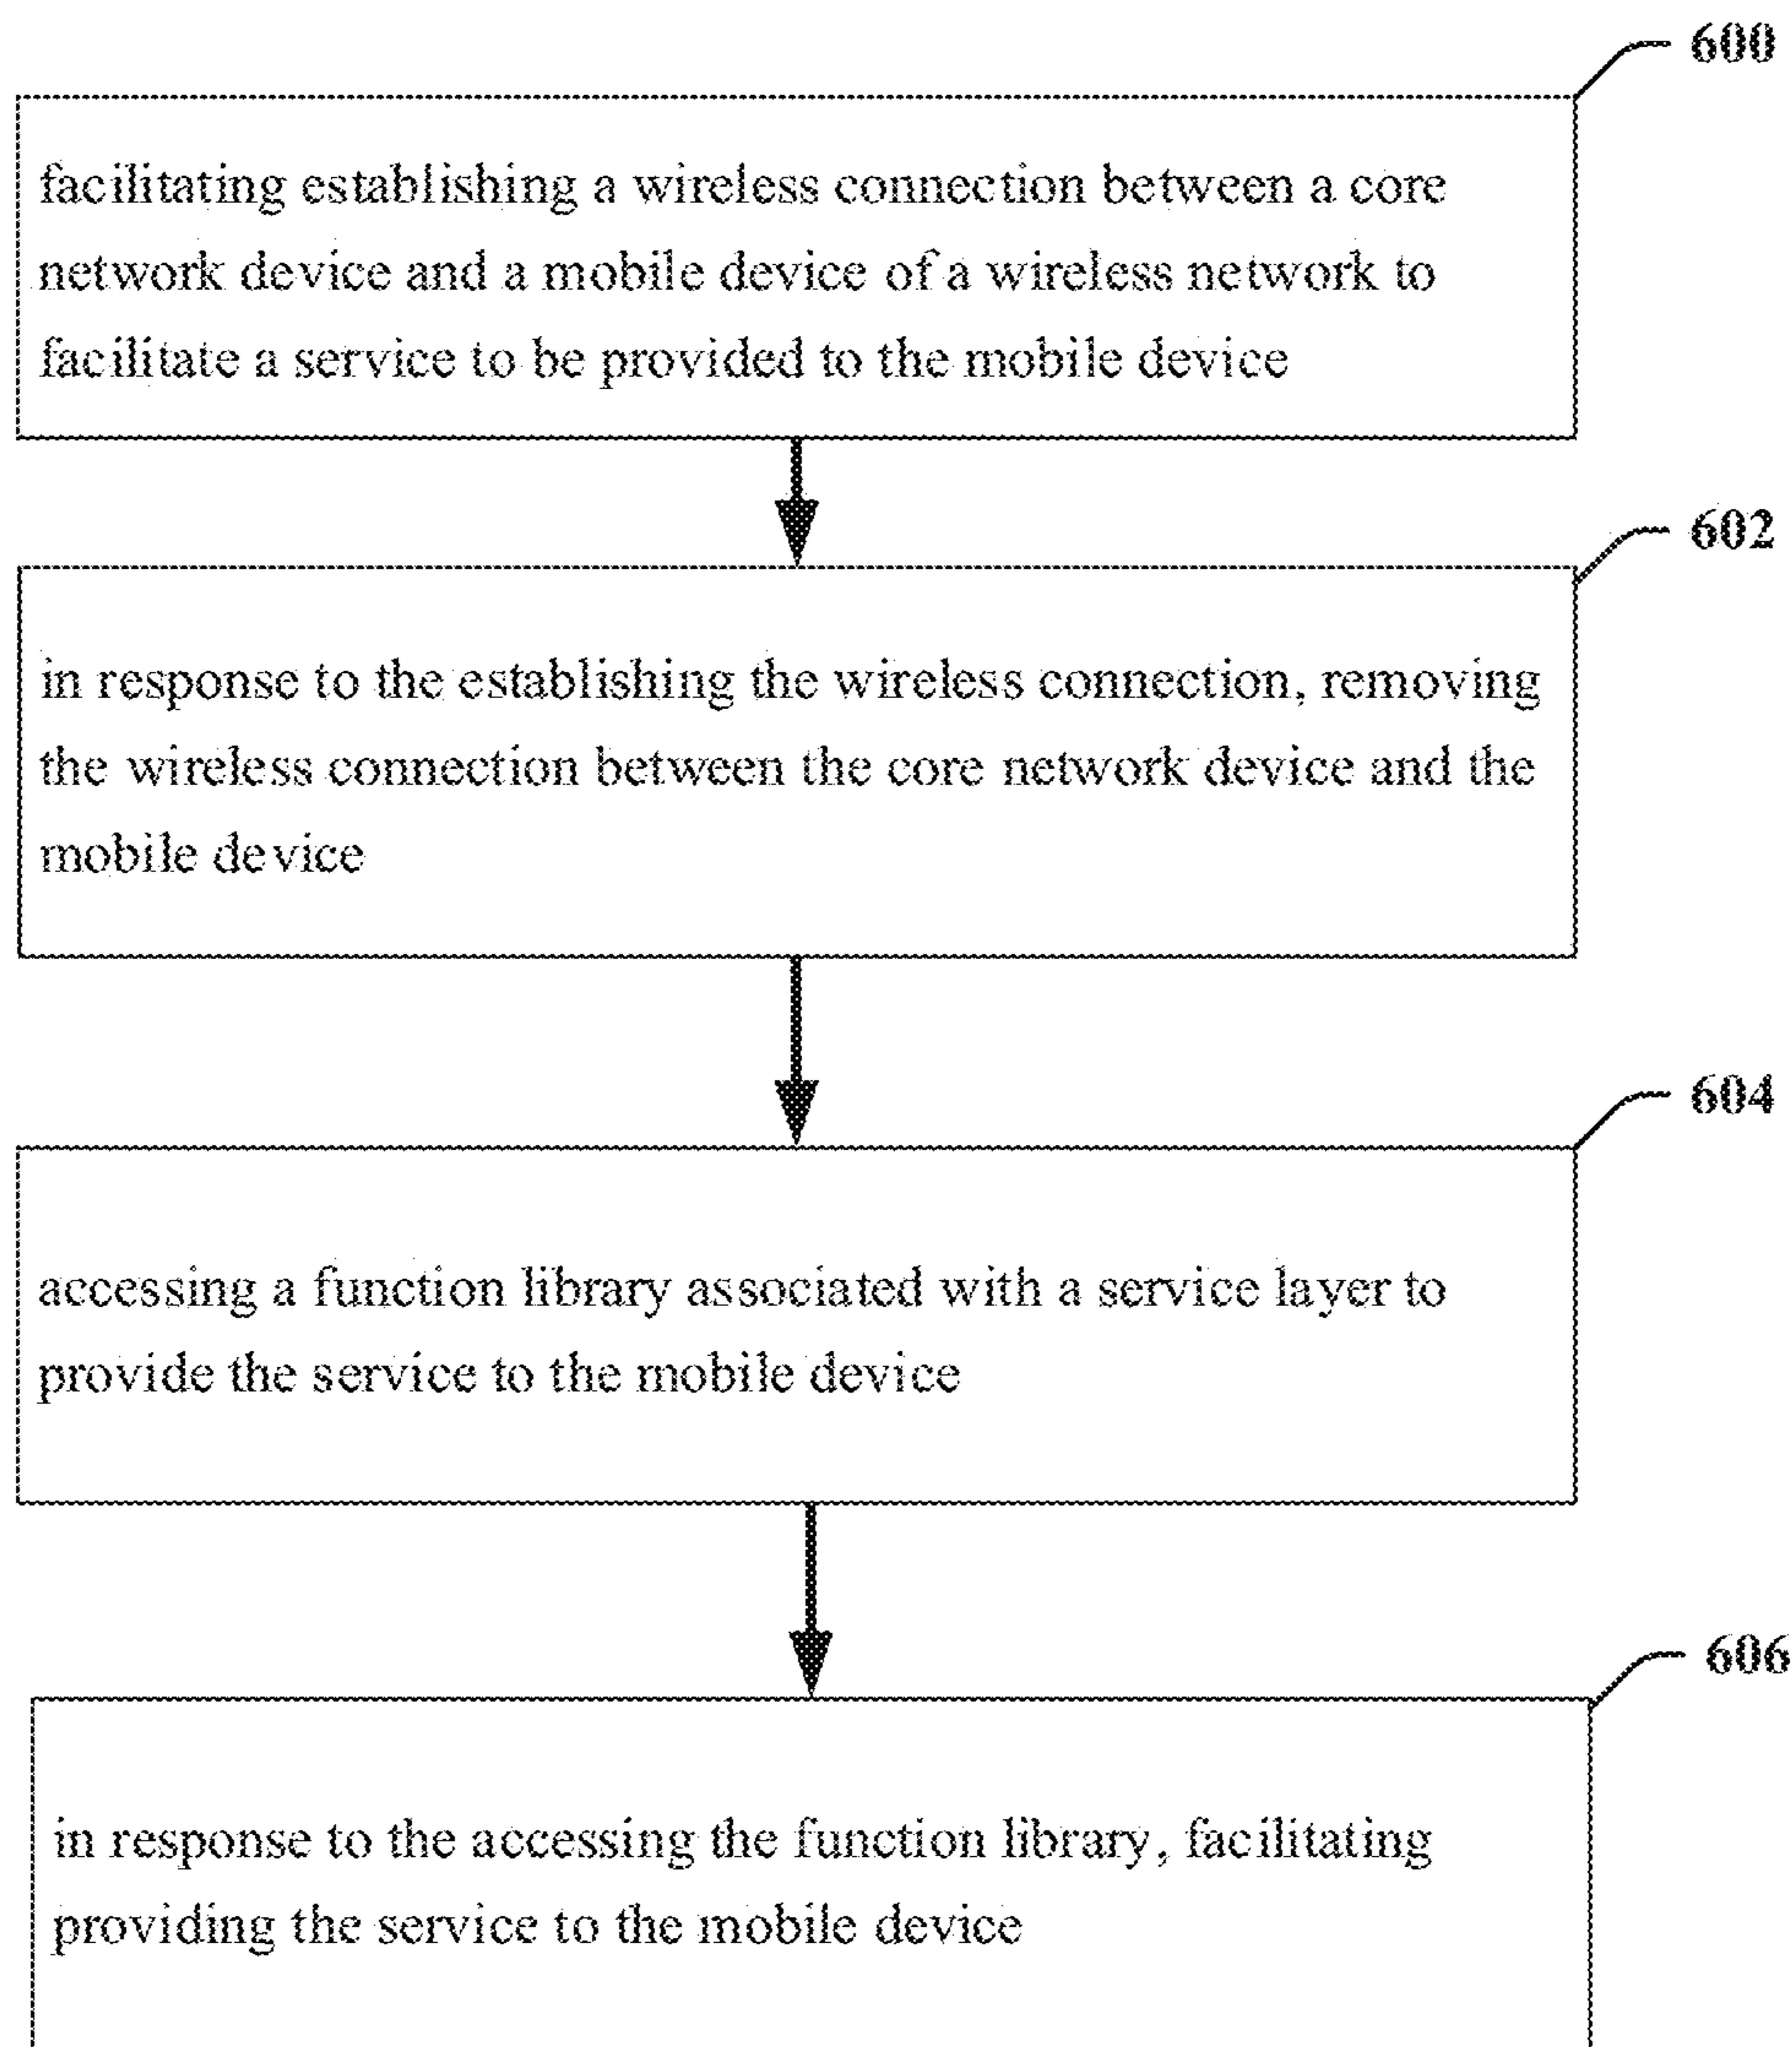 600
facilitating establishing a wireless connection between a core
network device and a mobile device of a wireless network to
facilitate a service to be provided to the mobile device
602
in response to the establishing the wireless connection, removing
the wireless connection between the core network device and the
mobile device
604
accessing a function library associated with a service layer to
provide the service to the mobile device
606
in response to the accessing the function library, facilitating
providing the service to the mobile device